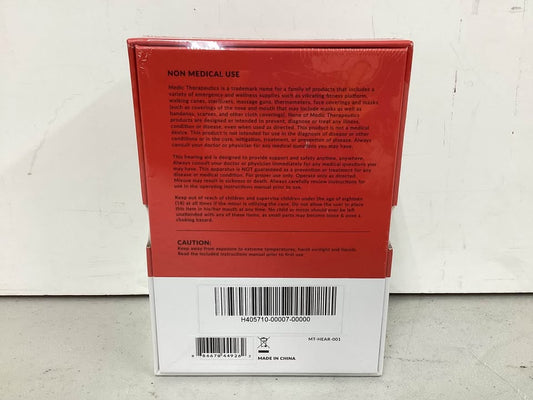 NON MEDICAL USE
Medic Therapeutics is a trademark name for a family of products that includes a
variety of emergency and wellness supplies such as vibrating fitness platform,
walking canes, sterilizers, massage guns, thermometers, face coverings and masks
(such as coverings of the nose and mouth that may include masks as well as
bandanas, scarves, and other cloth coverings). None of Medic Therapeutics
products are designed or intended to prevent, diagnose or treat any illness,
condition or disease, even when used as directed. This product is not a medical
device. This product is not intended for use in the diagnosis of disease or other
conditions or in the cure, mitigation, treatment, or prevention of disease. Always
consult your doctor or physician for any medical questions you may have.
This hearing aid is designed to provide support and safety anytime, anywhere.
Always consult your doctor or physician immediately for any medical questions you
may have. This apparatus is NOT guaranteed as a prevention or treatment for any
disease or medical condition. For proper use only. Operate only as directed.
Misuse may result in sickness or death. Always carefully review instructions for
use in the operating instructions manual prior to use.
Keep out of reach of children and supervise children under the age of eighteen
(18) at all times if the minor is utilizing the case. Do not allow the user to place
this item in his/her mouth at any time. No child or minor should ever be left
unattended with any of these items, as small parts may become loose & pose a
choking hazard.
CAUTION:
Keep away from exposure to extreme temperatures, harsh sunlight and liquids.
Read the included instructions manual prior to first use.
H405710-00007-00000
MT-HEAR-001
MADE IN CHINA